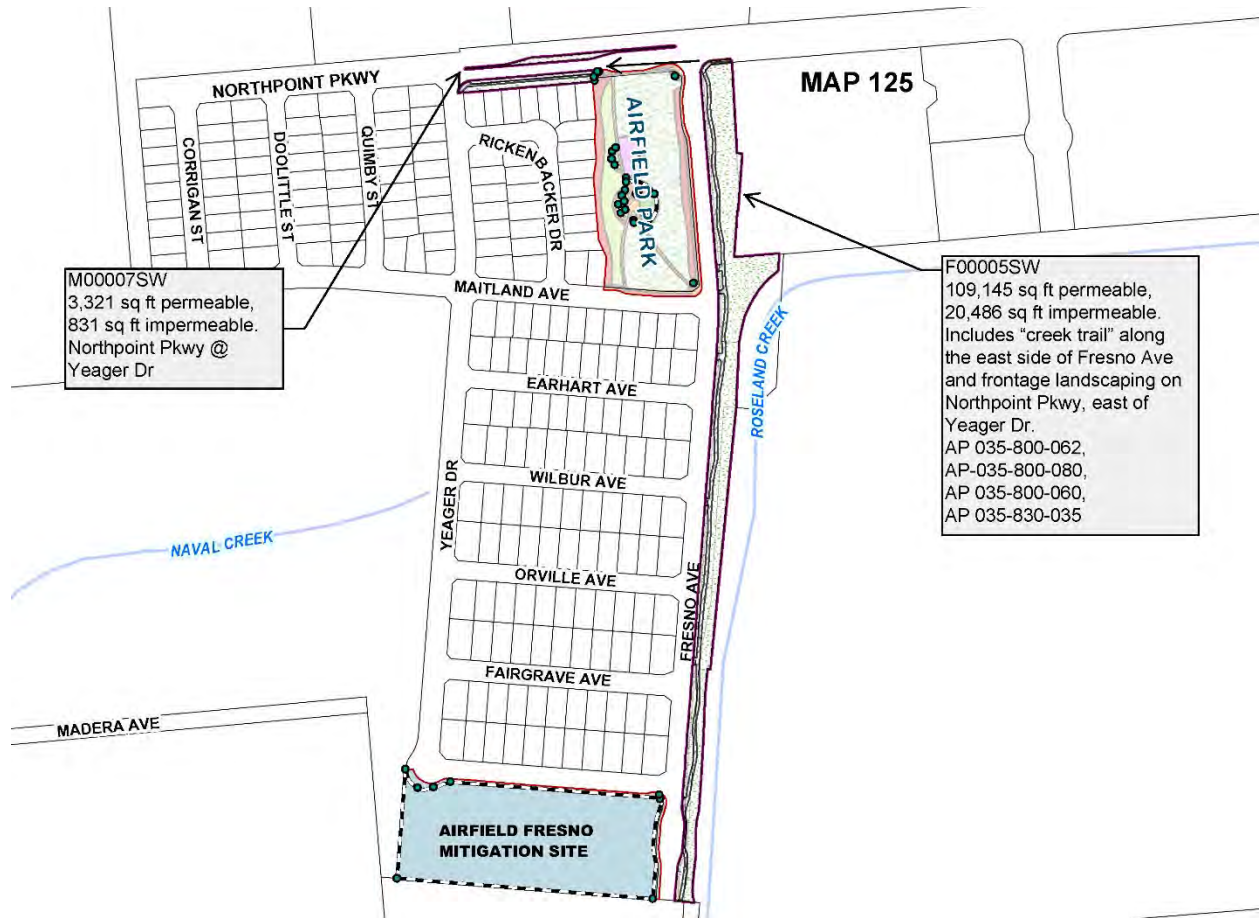 NORTHPOINT PKWY
MAP 125
CORRIGAN ST
DOOLITTLE ST
QUIMBY ST
RICKENBACKER DR
AIRFIELD PARK
M00007SW
3,321 sq ft permeable,
831 sq ft impermeable.
Northpoint Pkwy @
Yeager Dr
F00005SW
109,145 sq ft permeable,
20,486 sq ft impermeable.
Includes “creek trail” along
the east side of Fresno Ave
and frontage landscaping on
Northpoint Pkwy, east of
Yeager Dr.
AP 035-800-062,
AP-035-800-080,
AP 035-800-060,
AP 035-830-035
MAITLAND AVE
ROSELAND CREEK
EARHART AVE
WILBUR AVE
YEAGER DR
NAVAL CREEK
ORVILLE AVE
FRESNO AVE
FAIRGRAVE AVE
MADERA AVE
AIRFIELD FRESNO
MITIGATION SITE